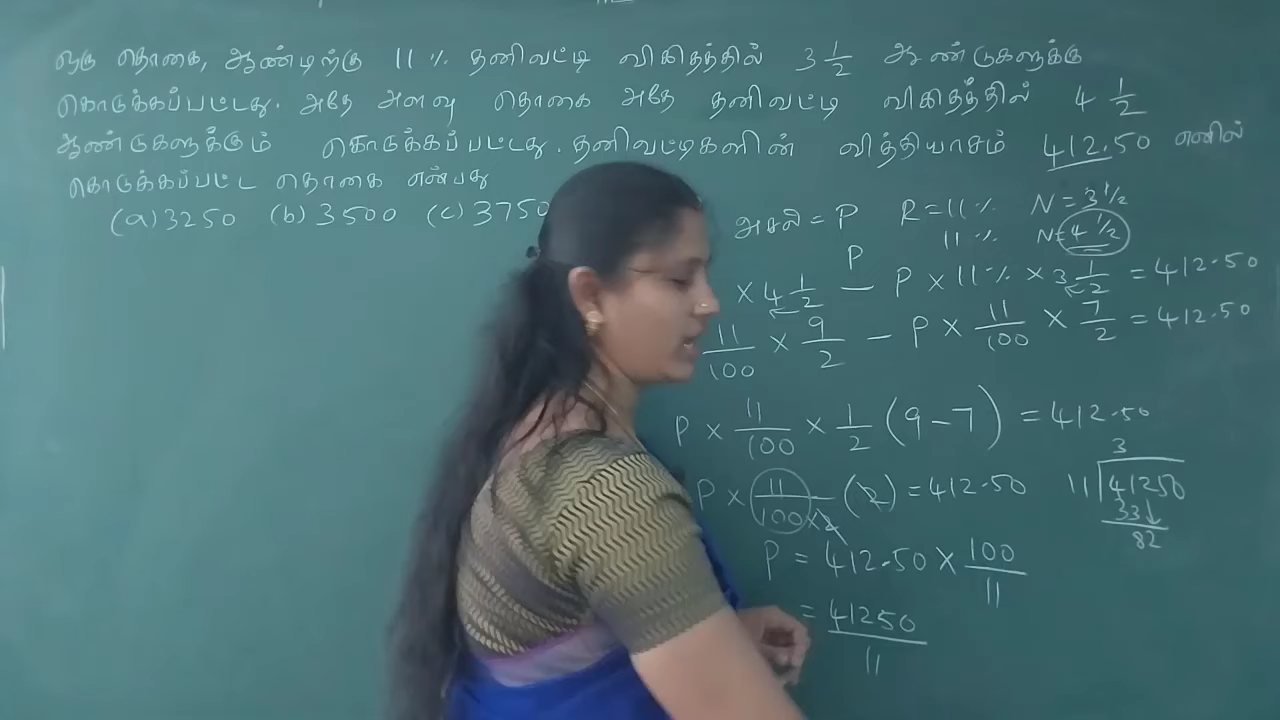 ஒரு தொகை, ஆண்டிற்கு 11 % தனிவட்டி விகிதத்தில் 3 1/2 ஆண்டுகளுக்கு
கொடுக்கப்பட்டது. அதே அளவு தொகை அதே தனிவட்டி விகிதத்தில் 4 1/2
ஆண்டுகளுக்கும் கொடுக்கப்பட்டது. தனிவட்டிகளின் வித்தியாசம் 412.50 எனில்
கொடுக்கப்பட்ட தொகை என்பது
(a) 3250 (b) 3500 (c) 3750
அசல் = P R = 11 % N = 3 1/2
11 % N = 4 1/2
P
× 4 1/2 − P × 11 % × 3 1/2 = 412.50
11/100 × 9/2 − P × 11/100 × 7/2 = 412.50
P × 11/100 × 1/2 (9 − 7) = 412.50
P × 11/100×2 (2) = 412.50
P = 412.50 × 100/11
= 41250/11
3
11 41250
33↓
82